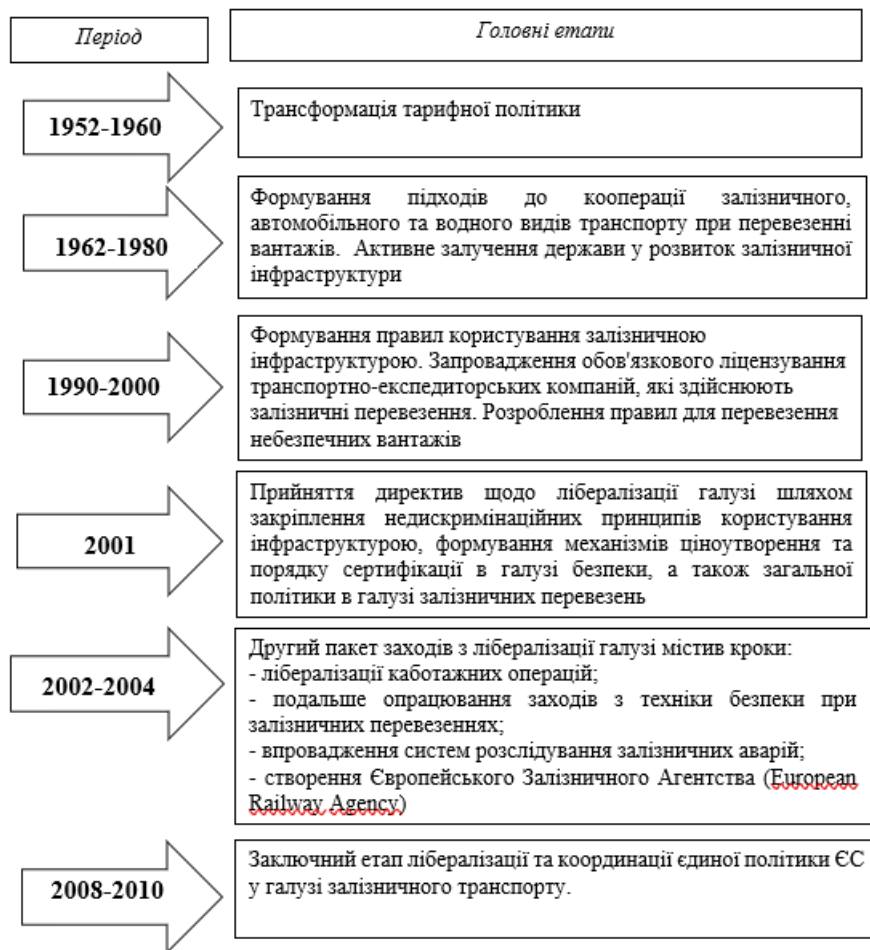 Період
Головні етапи
1952-1960
Трансформація тарифної політики
1962-1980
Формування підходів до кооперації залізничного,
автомобільного та водного видів транспорту при перевезенні
вантажів. Активне залучення держави у розвиток залізничної
інфраструктури
1990-2000
Формування правил користування залізничною
інфраструктурою. Запровадження обов'язкового ліцензування
транспортно-експедиторських компаній, які здійснюють
залізничні перевезення. Розроблення правил для перевезення
небезпечних вантажів
2001
Прийняття директив щодо лібералізації галузі шляхом
закріплення недискримінаційних принципів користування
інфраструктурою, формування механізмів ціноутворення та
порядку сертифікації в галузі безпеки, а також загальної
політики в галузі залізничних перевезень
2002-2004
Другий пакет заходів з лібералізації галузі містив кроки:
- лібералізації каботажних операцій;
- подальше опрацювання заходів з техніки безпеки при
залізничних перевезеннях;
- впровадження систем розслідування залізничних аварій;
- створення Європейського Залізничного Агентства (European
Railway Agency)
2008-2010
Заключний етап лібералізації та координації єдиної політики ЄС
у галузі залізничного транспорту.